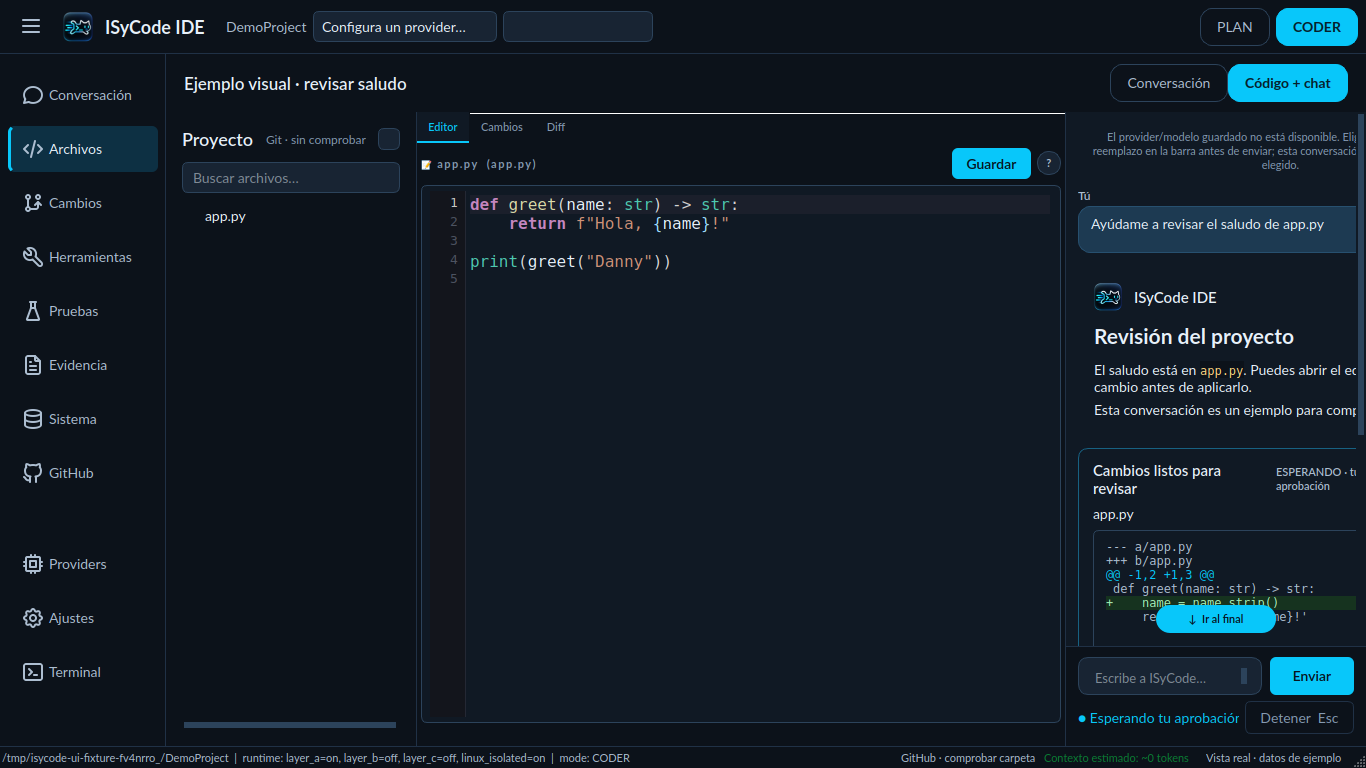 ISyCode IDE
DemoProject
Configura un provider...
PLAN
CODER
Conversación
Archivos
Cambios
Herramientas
Pruebas
Evidencia
Sistema
GitHub
Providers
Ajustes
Terminal
Ejemplo visual · revisar saludo
Conversación
Código + chat
Proyecto
Git · sin comprobar
Buscar archivos...
app.py
Editor
Cambios
Diff
app.py (app.py)
Guardar
?
1 def greet(name: str) -> str:
2     return f"Hola, {name}!"
3
4 print(greet("Danny"))
5
El provider/modelo guardado no está disponible. Elig
reemplazo en la barra antes de enviar; esta conversació
elegido.
Tú
Ayúdame a revisar el saludo de app.py
ISyCode IDE
Revisión del proyecto
El saludo está en app.py. Puedes abrir el ec
cambio antes de aplicarlo.
Esta conversación es un ejemplo para comp
Cambios listos para
revisar
ESPERANDO · tu
aprobación
app.py
--- a/app.py
+++ b/app.py
@@ -1,2 +1,3 @@
 def greet(name: str) -> str:
+    name = name.strip()
     re
me}!'
↓ Ir al final
Escribe a ISyCode...
Enviar
● Esperando tu aprobación
Detener Esc
/tmp/isycode-ui-fixture-fv4nrro_/DemoProject | runtime: layer_a=on, layer_b=off, layer_c=off, linux_isolated=on | mode: CODER
GitHub · comprobar carpeta
Contexto estimado: ~0 tokens
Vista real · datos de ejemplo